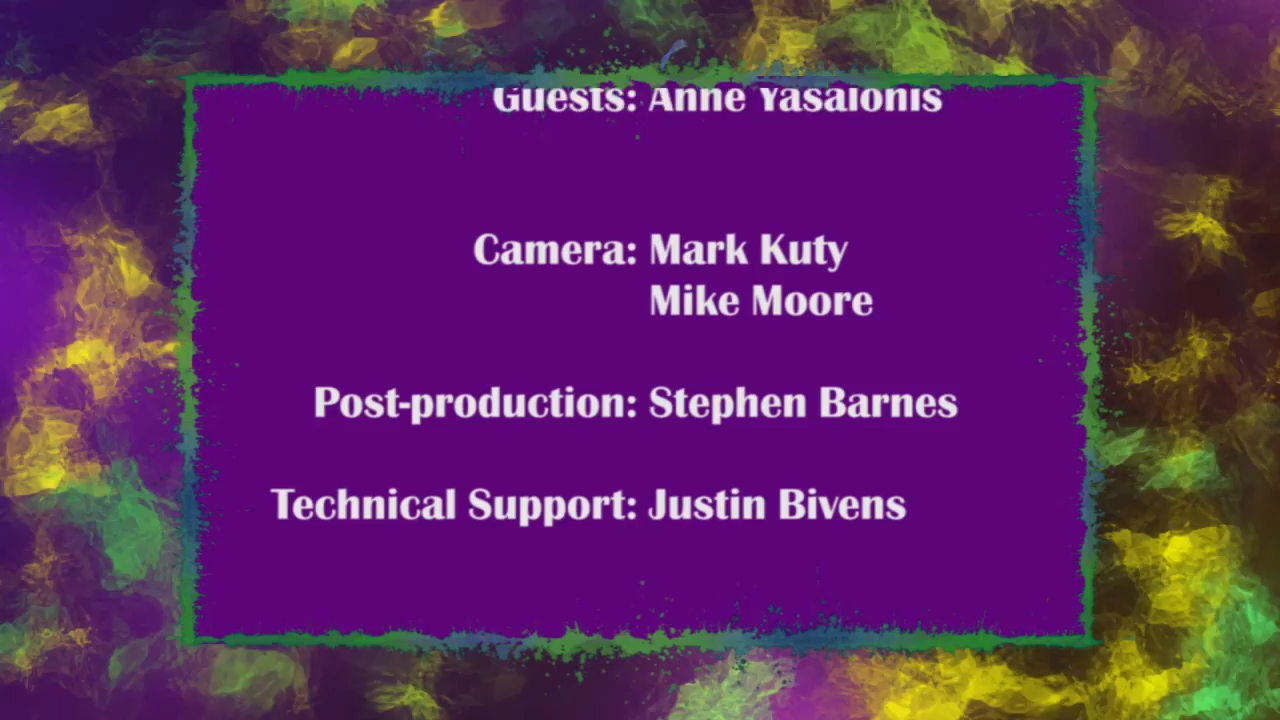 Guests: Anne Yasalonis
Camera: Mark Kuty
Mike Moore
Post-production: Stephen Barnes
Technical Support: Justin Bivens